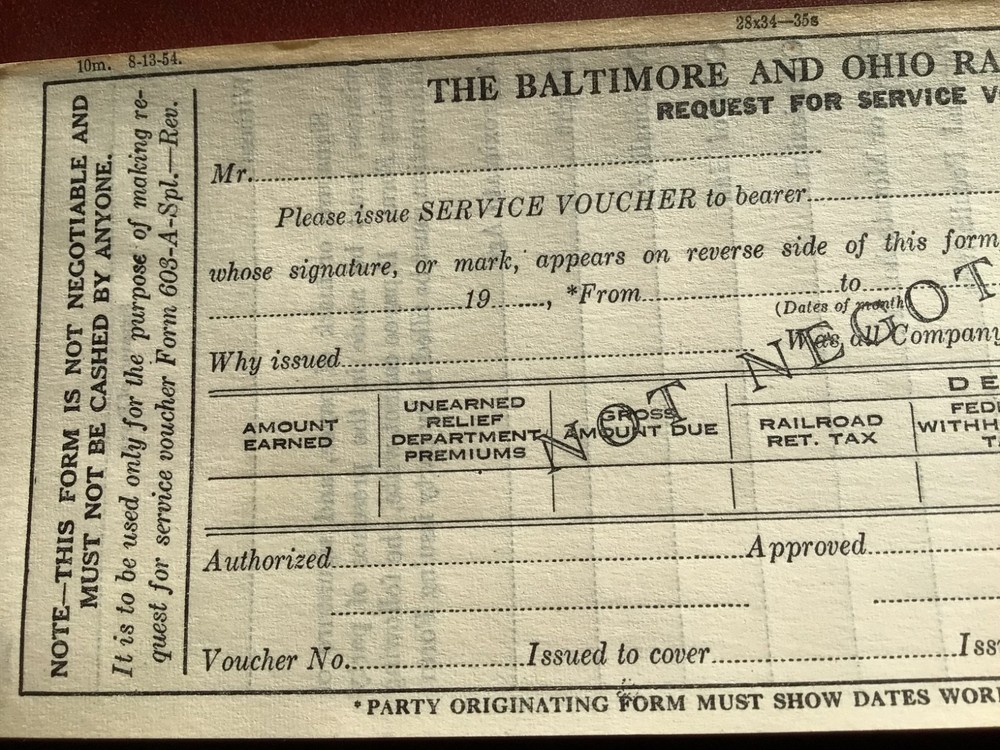 28x34—35s
10m. 8-13-54.
NOTE—THIS FORM IS NOT NEGOTIABLE AND
MUST NOT BE CASHED BY ANYONE.
It is to be used only for the purpose of making re-
quest for service voucher Form 603-A-Spl.—Rev.
THE BALTIMORE AND OHIO RA
REQUEST FOR SERVICE V
Mr.
Please issue SERVICE VOUCHER to bearer
whose signature, or mark, appears on reverse side of this form
19......., *From to
(Dates of month)
Why issued Was all Company
NOT NEGOT
DE
AMOUNT
EARNED
UNEARNED
RELIEF
DEPARTMENT
PREMIUMS
GROSS
AMOUNT DUE
RAILROAD
RET. TAX
FED
WITHH
TA
Authorized Approved
Voucher No. Issued to cover Iss
*PARTY ORIGINATING FORM MUST SHOW DATES WOR